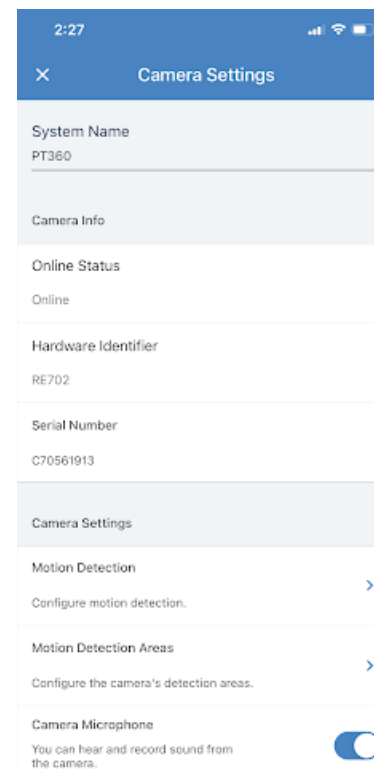 2:27
Camera Settings
System Name
PT360
Camera Info
Online Status
Online
Hardware Identifier
RE702
Serial Number
C70561913
Camera Settings
Motion Detection
Configure motion detection.
Motion Detection Areas
Configure the camera's detection areas.
Camera Microphone
You can hear and record sound from
the camera.